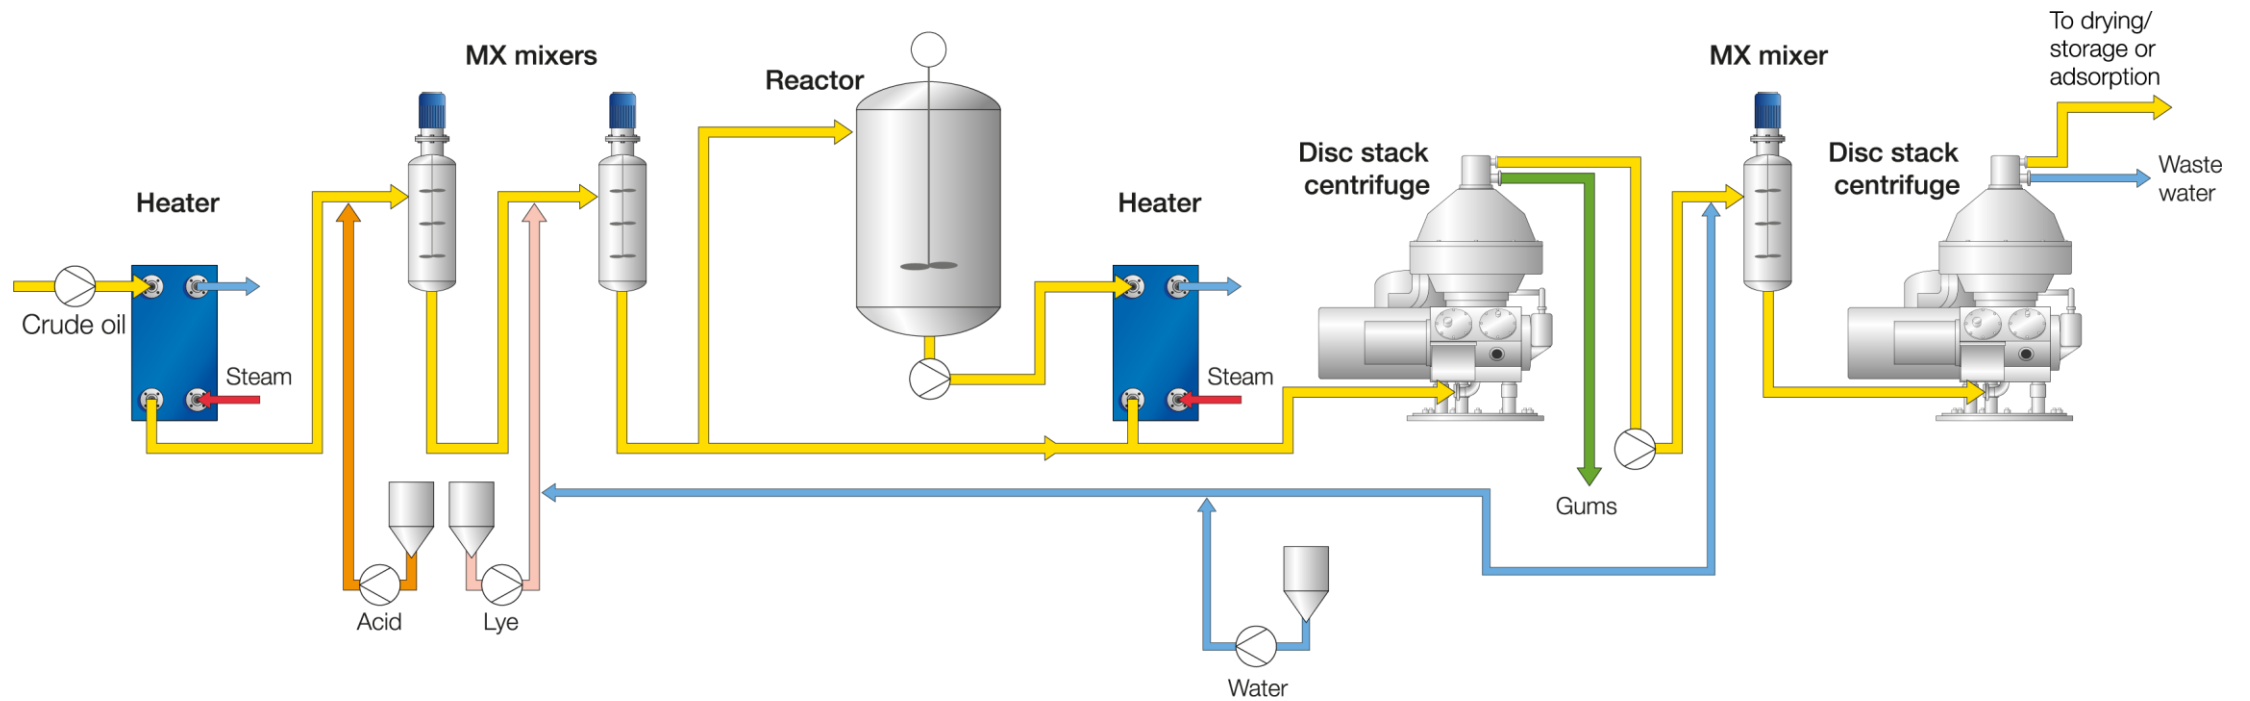 To drying/
storage or
adsorption
MX mixers
MX mixer
Reactor
Disc stack
centrifuge
Disc stack
centrifuge
Waste
water
Heater
Heater
Crude oil
Steam
Steam
Gums
Acid
Lye
Water